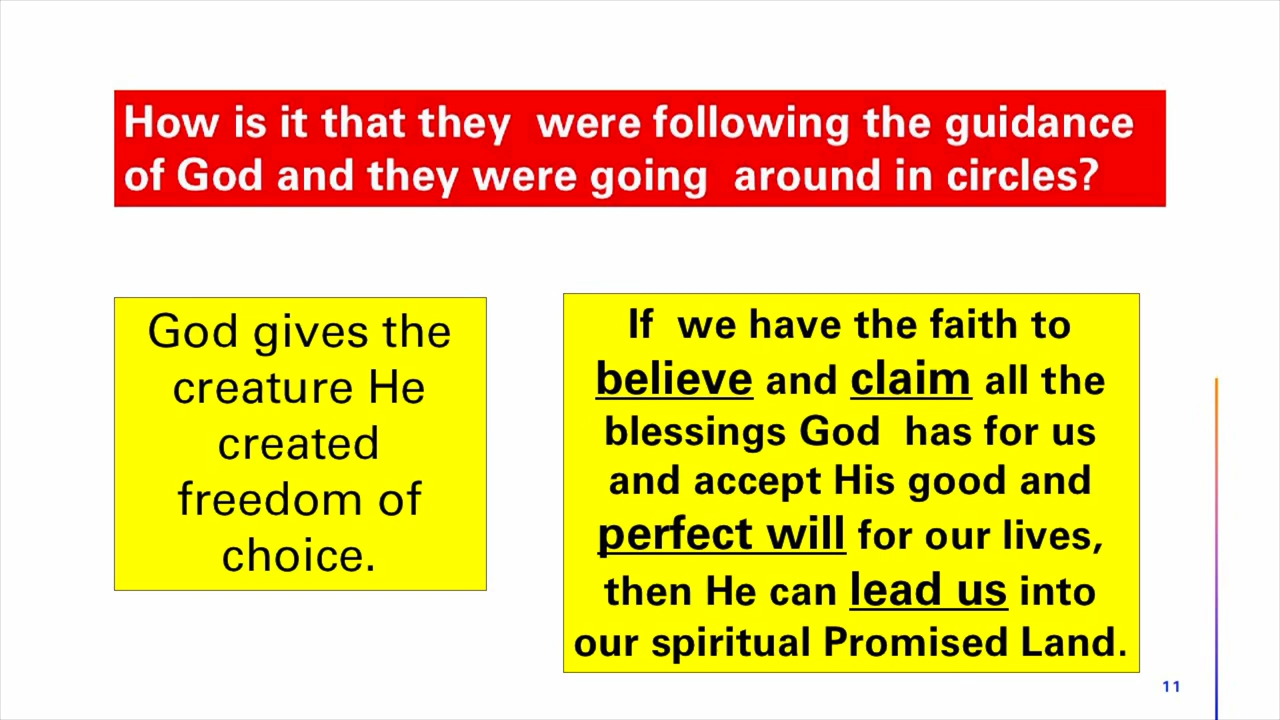 How is it that they  were following the guidance
of God and they were going  around in circles?
God gives the
creature He
created
freedom of
choice.
If  we have the faith to
believe and claim all the
blessings God  has for us
and accept His good and
perfect will for our lives,
then He can lead us into
our spiritual Promised Land.
11